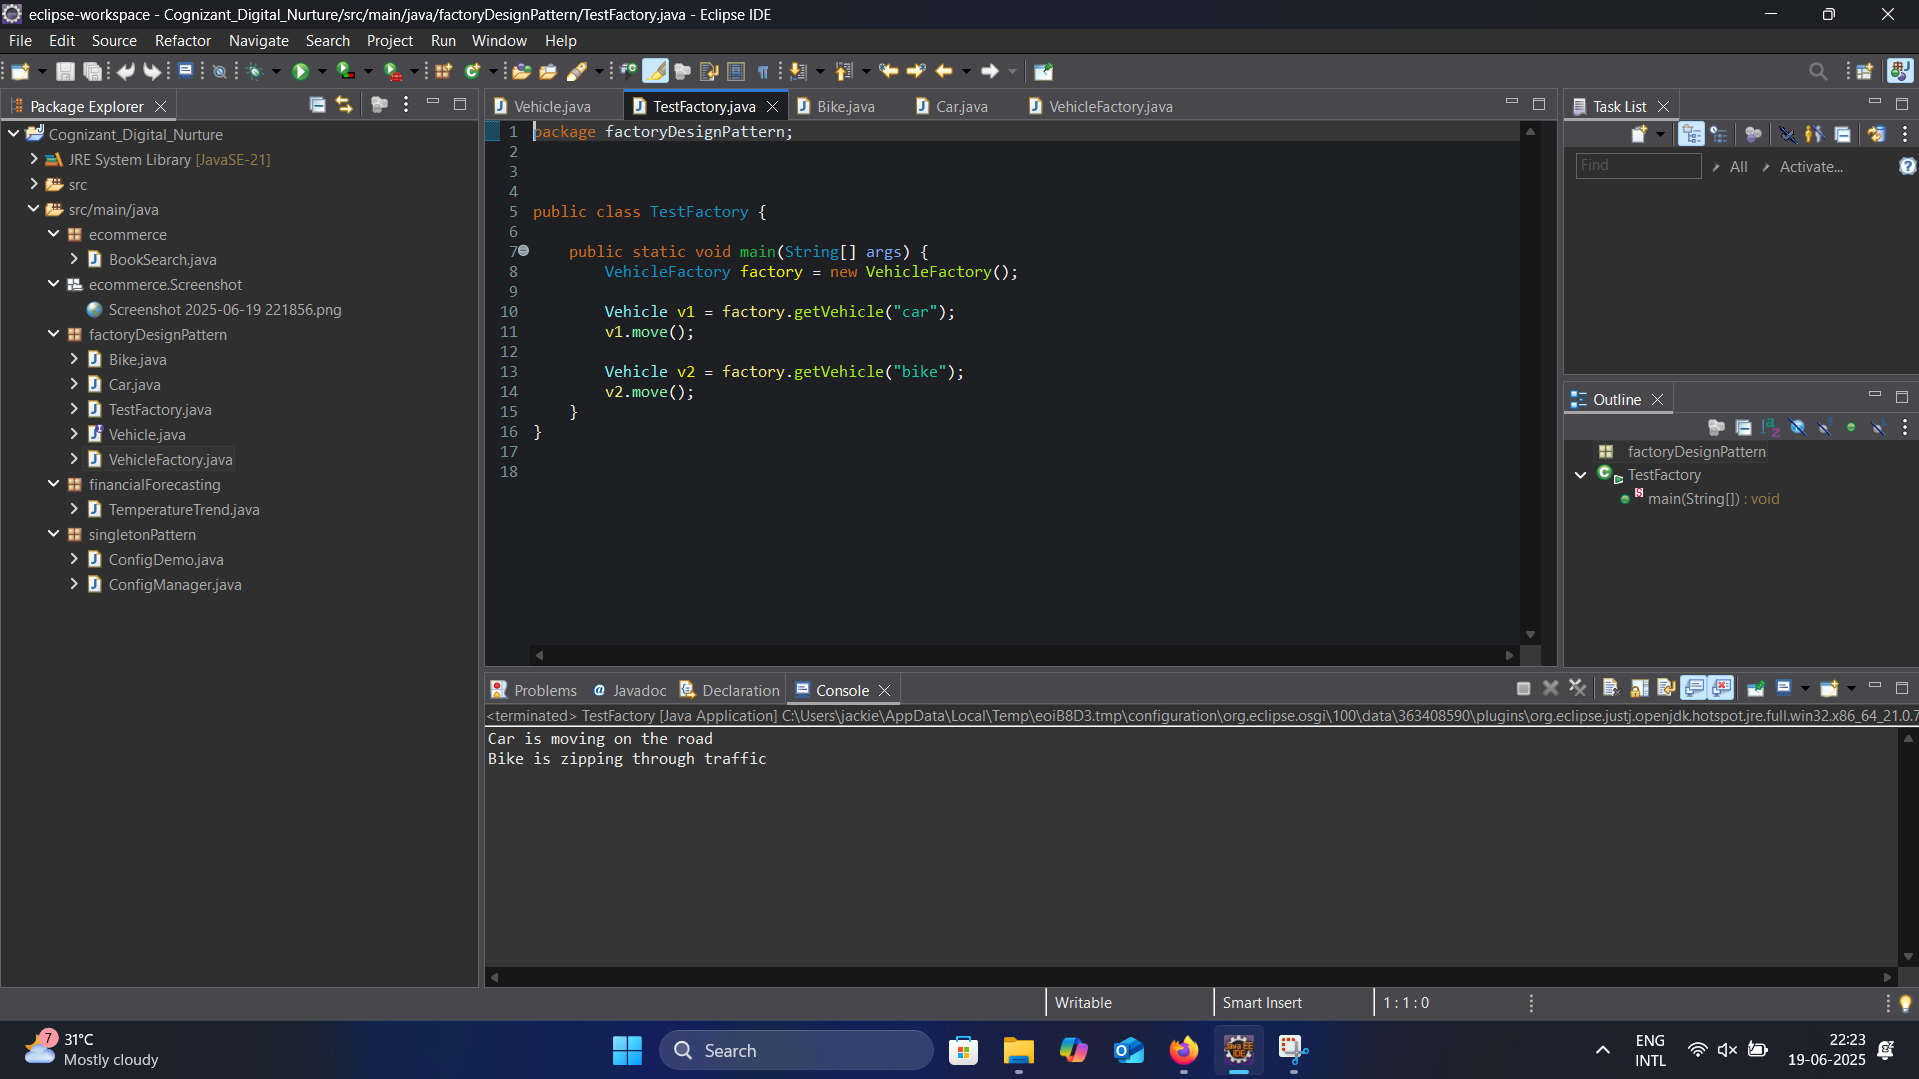 eclipse-workspace - Cognizant_Digital_Nurture/src/main/java/factoryDesignPattern/TestFactory.java - Eclipse IDE
File Edit Source Refactor Navigate Search Project Run Window Help
Package Explorer
Cognizant_Digital_Nurture
JRE System Library [JavaSE-21]
src
src/main/java
ecommerce
BookSearch.java
ecommerce.Screenshot
Screenshot 2025-06-19 221856.png
factoryDesignPattern
Bike.java
Car.java
TestFactory.java
Vehicle.java
VehicleFactory.java
financialForecasting
TemperatureTrend.java
singletonPattern
ConfigDemo.java
ConfigManager.java
Vehicle.java TestFactory.java Bike.java Car.java VehicleFactory.java
1 package factoryDesignPattern;
2
3
4
5 public class TestFactory {
6
7 public static void main(String[] args) {
8 VehicleFactory factory = new VehicleFactory();
9
10 Vehicle v1 = factory.getVehicle("car");
11 v1.move();
12
13 Vehicle v2 = factory.getVehicle("bike");
14 v2.move();
15 }
16 }
17
18
Task List
Find All Activate...
Outline
factoryDesignPattern
TestFactory
main(String[]) : void
Problems Javadoc Declaration Console
<terminated> TestFactory [Java Application] C:\Users\jackie\AppData\Local\Temp\eoiB8D3.tmp\configuration\org.eclipse.osgi\100\data\363408590\plugins\org.eclipse.justj.openjdk.hotspot.jre.full.win32.x86_64_21.0.7
Car is moving on the road
Bike is zipping through traffic
Writable Smart Insert 1 : 1 : 0
7
31°C
Mostly cloudy
Search
ENG
INTL
22:23
19-06-2025